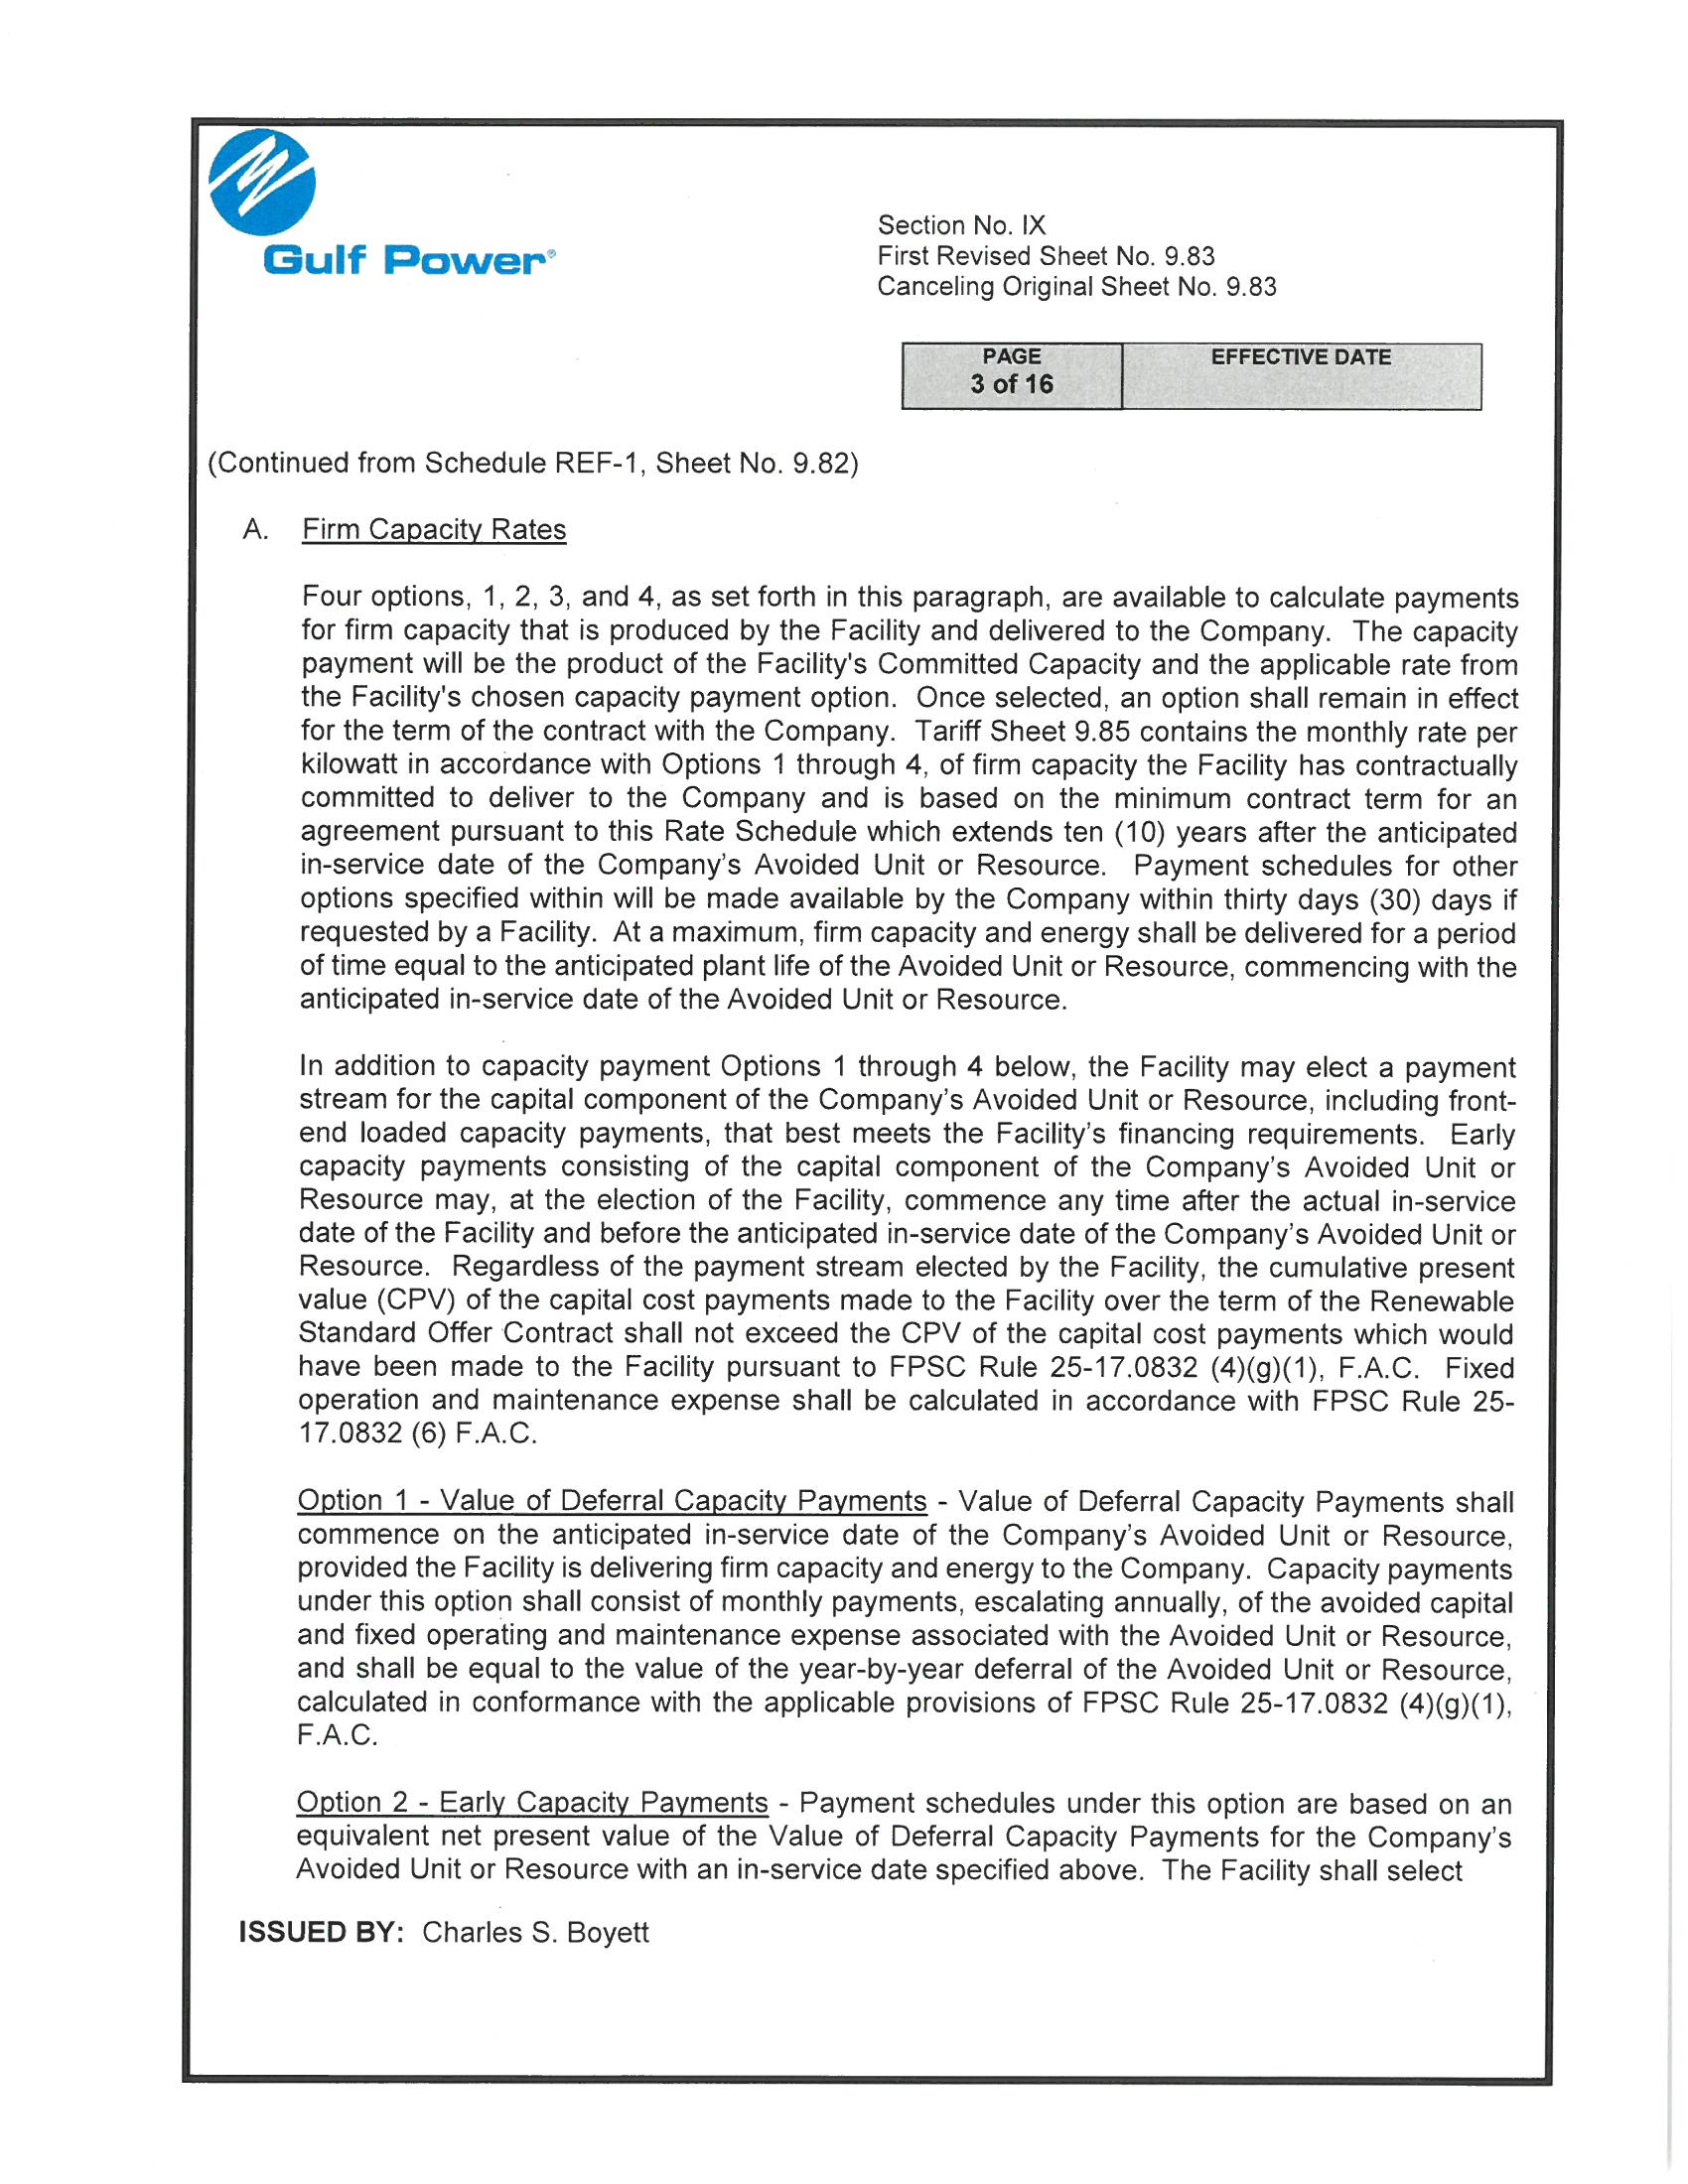 Gulf Power®
Section No. IX
First Revised Sheet No. 9.83
Canceling Original Sheet No. 9.83
PAGE
3 of 16
EFFECTIVE DATE
(Continued from Schedule REF-1, Sheet No. 9.82)
A. Firm Capacity Rates
Four options, 1, 2, 3, and 4, as set forth in this paragraph, are available to calculate payments
for firm capacity that is produced by the Facility and delivered to the Company. The capacity
payment will be the product of the Facility's Committed Capacity and the applicable rate from
the Facility's chosen capacity payment option. Once selected, an option shall remain in effect
for the term of the contract with the Company. Tariff Sheet 9.85 contains the monthly rate per
kilowatt in accordance with Options 1 through 4, of firm capacity the Facility has contractually
committed to deliver to the Company and is based on the minimum contract term for an
agreement pursuant to this Rate Schedule which extends ten (10) years after the anticipated
in-service date of the Company's Avoided Unit or Resource. Payment schedules for other
options specified within will be made available by the Company within thirty days (30) days if
requested by a Facility. At a maximum, firm capacity and energy shall be delivered for a period
of time equal to the anticipated plant life of the Avoided Unit or Resource, commencing with the
anticipated in-service date of the Avoided Unit or Resource.
In addition to capacity payment Options 1 through 4 below, the Facility may elect a payment
stream for the capital component of the Company's Avoided Unit or Resource, including front-
end loaded capacity payments, that best meets the Facility's financing requirements. Early
capacity payments consisting of the capital component of the Company's Avoided Unit or
Resource may, at the election of the Facility, commence any time after the actual in-service
date of the Facility and before the anticipated in-service date of the Company's Avoided Unit or
Resource. Regardless of the payment stream elected by the Facility, the cumulative present
value (CPV) of the capital cost payments made to the Facility over the term of the Renewable
Standard Offer Contract shall not exceed the CPV of the capital cost payments which would
have been made to the Facility pursuant to FPSC Rule 25-17.0832 (4)(g)(1), F.A.C. Fixed
operation and maintenance expense shall be calculated in accordance with FPSC Rule 25-
17.0832 (6) F.A.C.
Option 1 - Value of Deferral Capacity Payments - Value of Deferral Capacity Payments shall
commence on the anticipated in-service date of the Company's Avoided Unit or Resource,
provided the Facility is delivering firm capacity and energy to the Company. Capacity payments
under this option shall consist of monthly payments, escalating annually, of the avoided capital
and fixed operating and maintenance expense associated with the Avoided Unit or Resource,
and shall be equal to the value of the year-by-year deferral of the Avoided Unit or Resource,
calculated in conformance with the applicable provisions of FPSC Rule 25-17.0832 (4)(g)(1),
F.A.C.
Option 2 - Early Capacity Payments - Payment schedules under this option are based on an
equivalent net present value of the Value of Deferral Capacity Payments for the Company's
Avoided Unit or Resource with an in-service date specified above. The Facility shall select
ISSUED BY: Charles S. Boyett